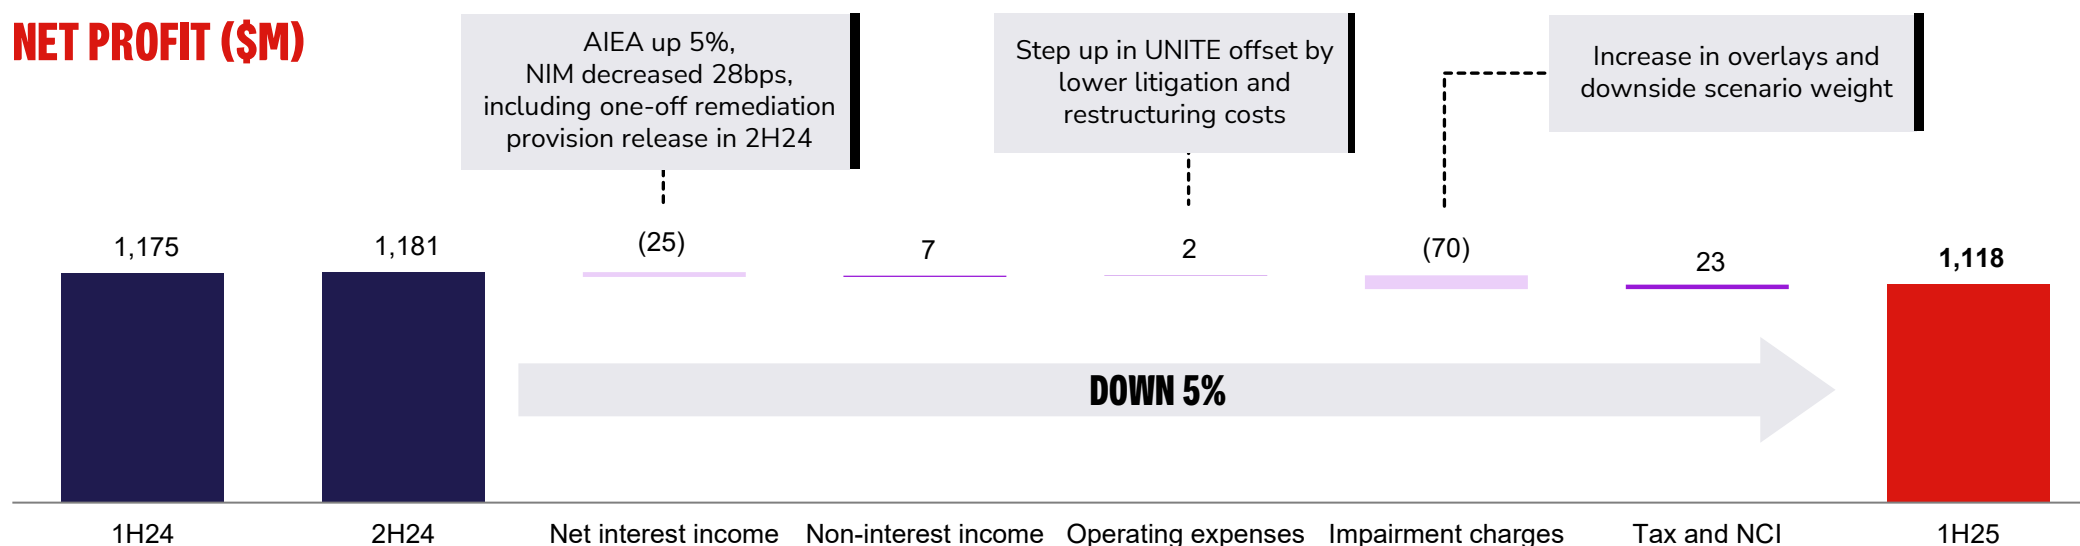 NET PROFIT ($M)
AIEA up 5%,
NIM decreased 28bps,
including one-off remediation
provision release in 2H24
Step up in UNITE offset by
lower litigation and
restructuring costs
Increase in overlays and
downside scenario weight
1,175
1,181
(25)
7
2
(70)
23
1,118
DOWN 5%
1H24
2H24
Net interest income
Non-interest income
Operating expenses
Impairment charges
Tax and NCI
1H25